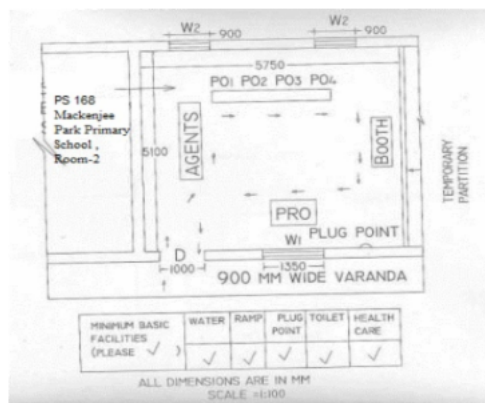 W2
900
W2
900
5750
PS 168
Mackenjee
Park Primary
School ,
Room-2
PO1 PO2 PO3 PO4
5100
AGENTS
BOOTH
TEMPORARY
PARTITION
PRO
PLUG POINT
W1
D
1000
1350
900 MM WIDE VARANDA
MINIMUM BASIC
FACILITIES
(PLEASE ✓ )
WATER
RAMP
PLUG
POINT
TOILET
HEALTH
CARE
✓ ✓ ✓ ✓ ✓
ALL DIMENSIONS ARE IN MM
SCALE =1:100